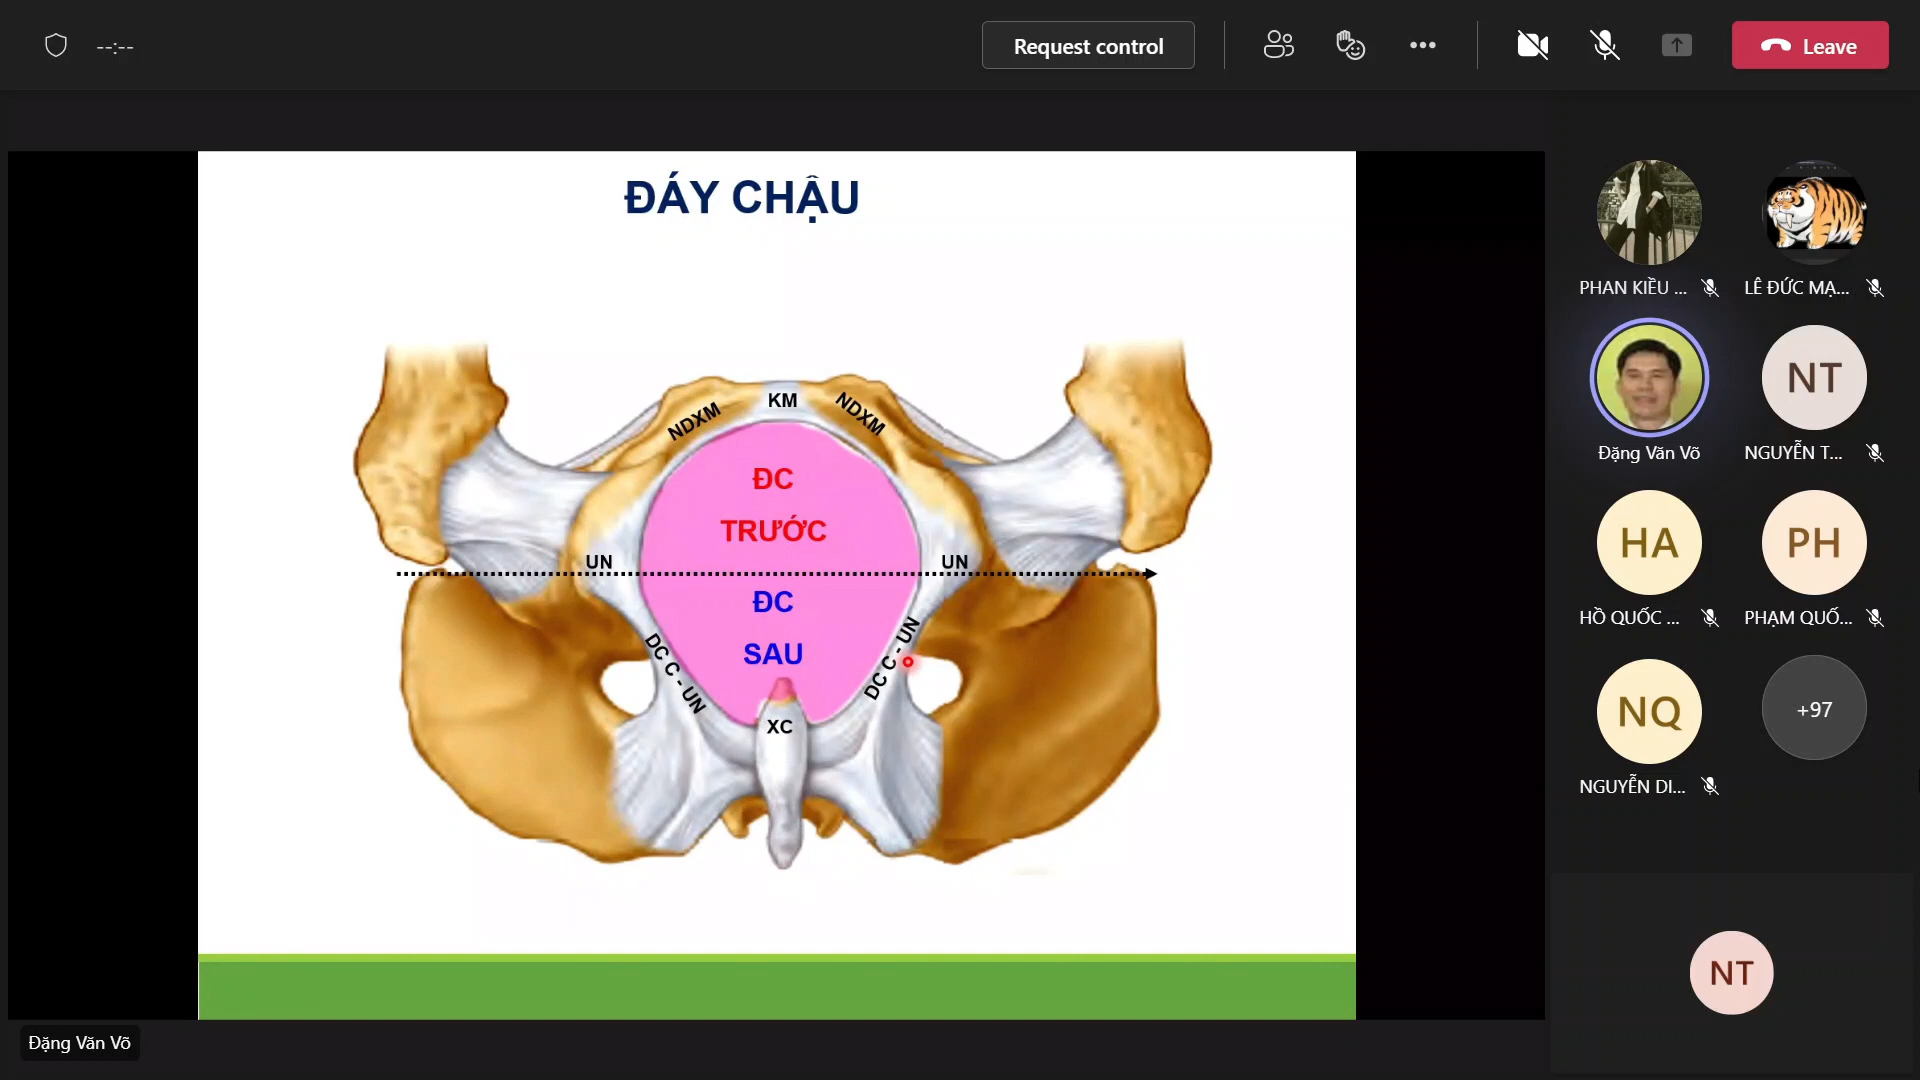 --:--
Request control
Leave
ĐÁY CHẬU
KM
NDXM
NDXM
ĐC
TRƯỚC
UN
UN
ĐC
SAU
DC C - UN
DC C - UN
XC
PHAN KIỀU ...
LÊ ĐỨC MẠ...
Đặng Văn Võ
NT
NGUYỄN T...
HA
HỒ QUỐC ...
PH
PHẠM QUỐ...
NQ
NGUYỄN DI...
+97
NT
Đặng Văn Võ